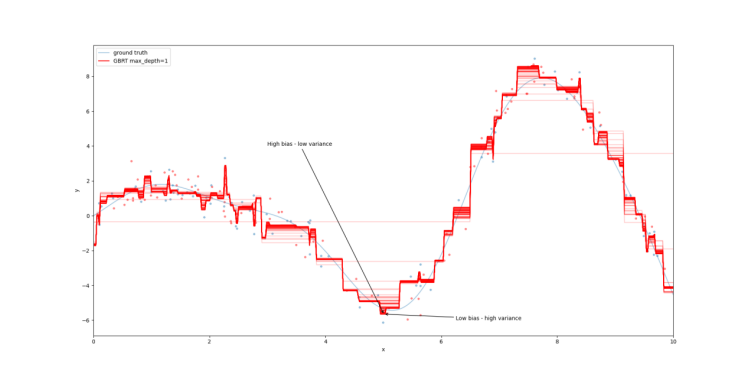 ground truth
GBRT max_depth=1
High bias - low variance
Low bias - high variance
y
8
6
4
2
0
−2
−4
−6
0
2
4
6
8
10
x